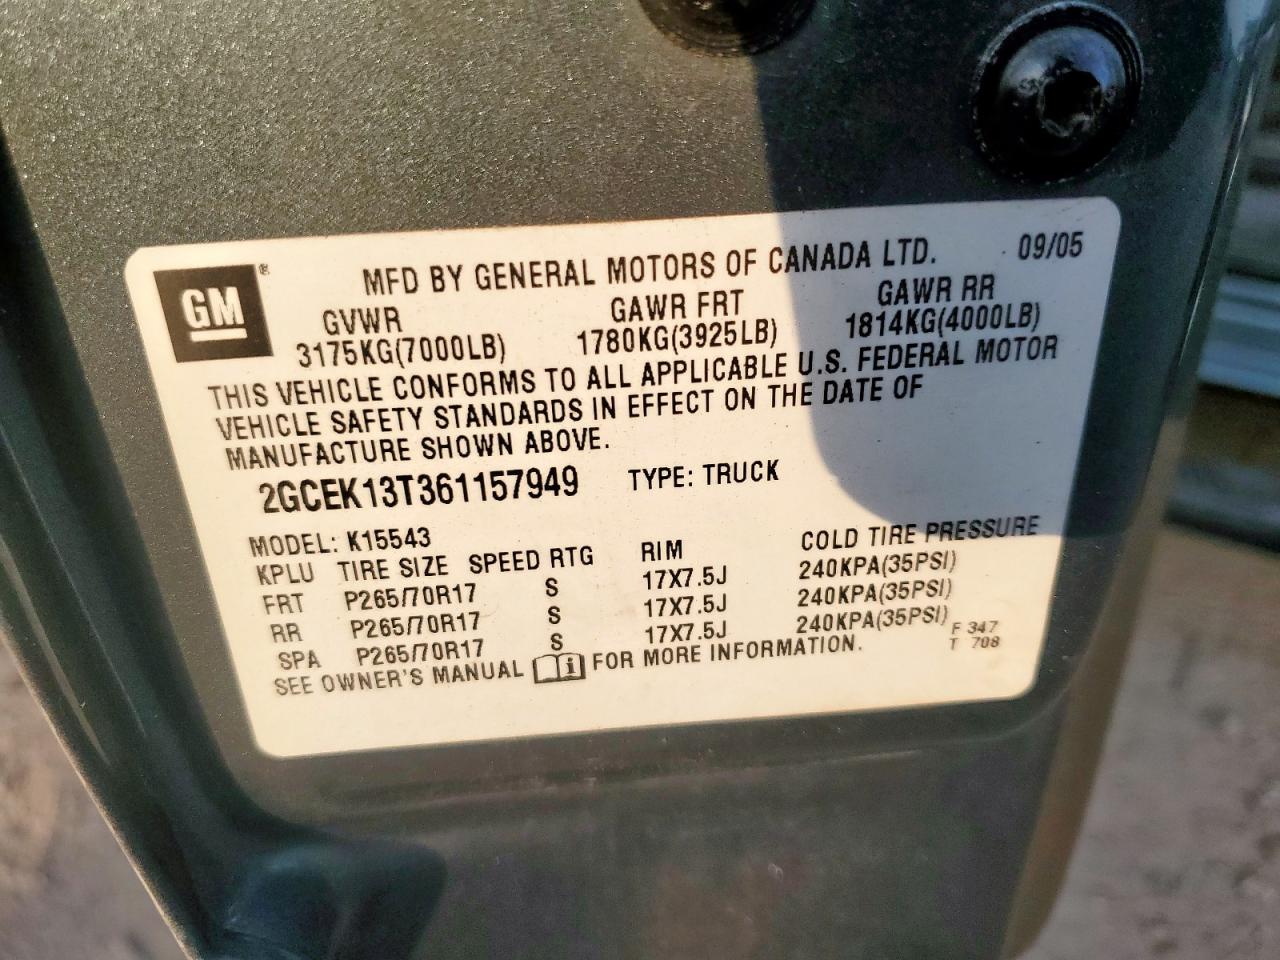 GM®
MFD BY GENERAL MOTORS OF CANADA LTD. 09/05
GVWR GAWR FRT GAWR RR
3175KG(7000LB) 1780KG(3925LB) 1814KG(4000LB)
THIS VEHICLE CONFORMS TO ALL APPLICABLE U.S. FEDERAL MOTOR
VEHICLE SAFETY STANDARDS IN EFFECT ON THE DATE OF
MANUFACTURE SHOWN ABOVE.
2GCEK13T361157949 TYPE: TRUCK
MODEL: K15543
KPLU TIRE SIZE SPEED RTG RIM COLD TIRE PRESSURE
FRT P265/70R17 S 17X7.5J 240KPA(35PSI)
RR P265/70R17 S 17X7.5J 240KPA(35PSI)
SPA P265/70R17 S 17X7.5J 240KPA(35PSI)
SEE OWNER'S MANUAL i FOR MORE INFORMATION.
F 347
T 708